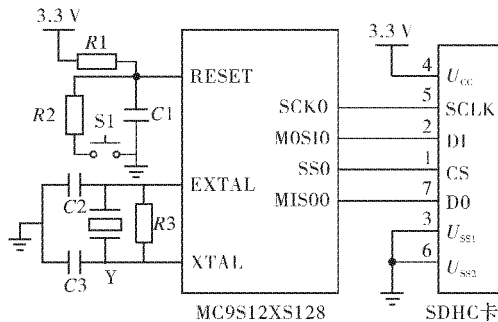 3.3 V
R1
RESET
R2
C1
S1
C2
EXTAL
R3
C3
Y
XTAL
SCK0
MOSI0
SS0
MISO0
MC9S12XS128
3.3 V
4
UCC
5
SCLK
2
DI
1
CS
7
D0
3
USS1
6
USS2
SDHC卡